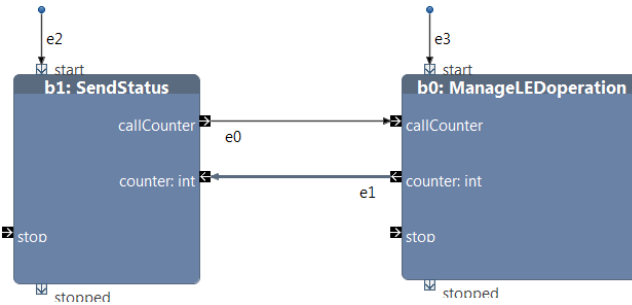 e2
e3
start
start
b1: SendStatus
b0: ManageLEDoperation
callCounter
callCounter
e0
counter: int
counter: int
e1
stop
stop
stopped
stopped